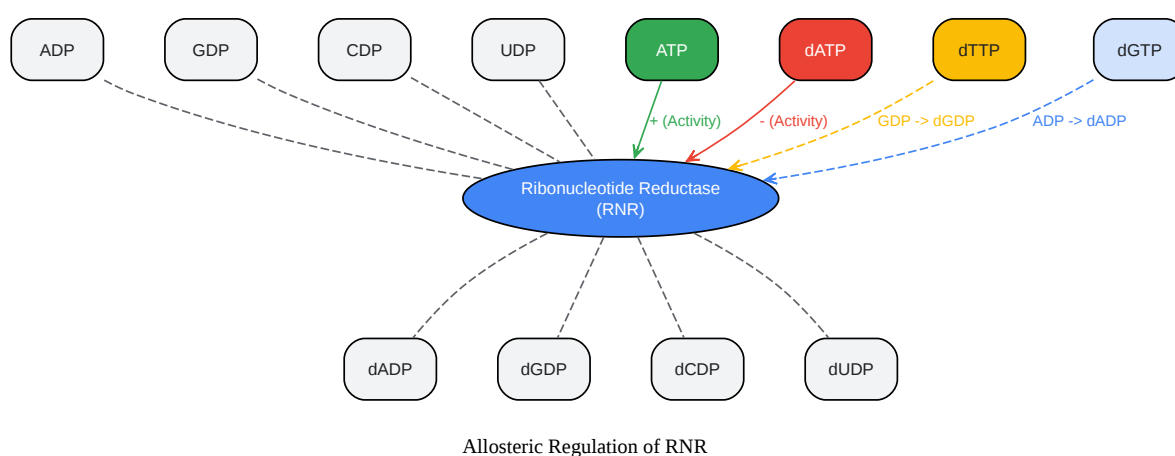 ADP
GDP
CDP
UDP
ATP
dATP
dTTP
dGTP
+ (Activity)
- (Activity)
GDP -> dGDP
ADP -> dADP
Ribonucleotide Reductase
(RNR)
dADP
dGDP
dCDP
dUDP
Allosteric Regulation of RNR